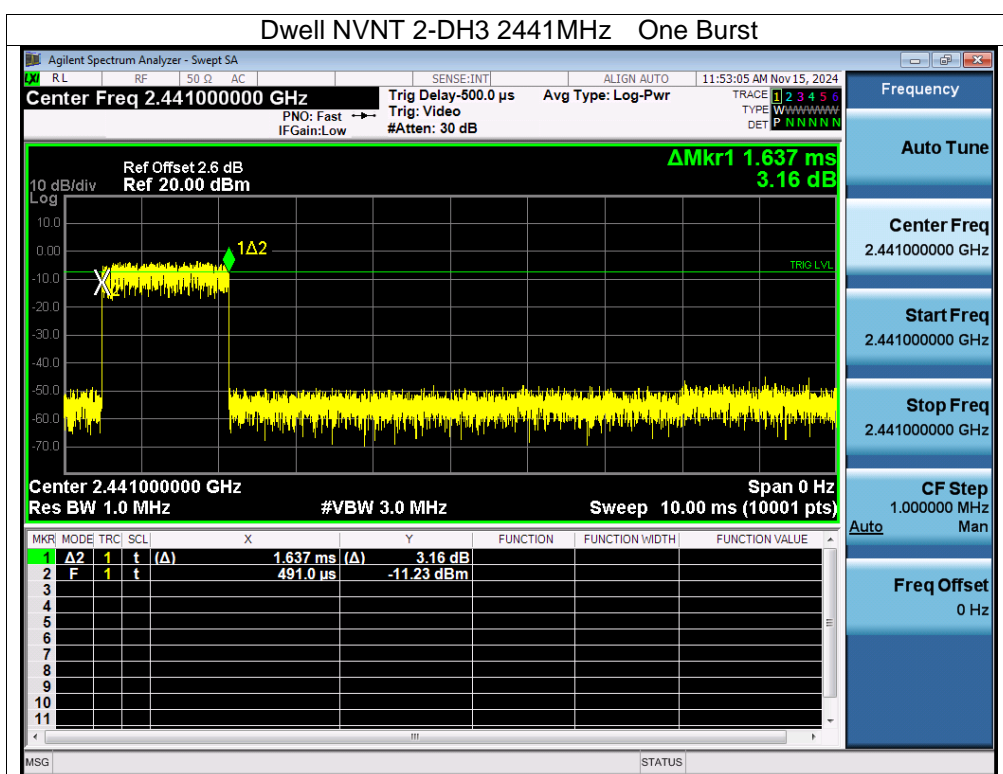 Dwell NVNT 2-DH3 2441MHz One Burst
Agilent Spectrum Analyzer - Swept SA
LXI RL RF 50 Ω AC SENSE:INT ALIGN AUTO 11:53:05 AM Nov 15, 2024
Center Freq 2.441000000 GHz
PNO: Fast
IFGain:Low
Trig Delay-500.0 µs
Trig: Video
#Atten: 30 dB
Avg Type: Log-Pwr
TRACE 1 2 3 4 5 6
TYPE WWWWWW
DET P N N N N N
Frequency
Auto Tune
Center Freq
2.441000000 GHz
Start Freq
2.441000000 GHz
Stop Freq
2.441000000 GHz
CF Step
1.000000 MHz
Auto Man
Freq Offset
0 Hz
ΔMkr1 1.637 ms
3.16 dB
Ref Offset 2.6 dB
10 dB/div Ref 20.00 dBm
Log
10.0
0.00
-10.0
-20.0
-30.0
-40.0
-50.0
-60.0
-70.0
1Δ2
2
TRIG LVL
Center 2.441000000 GHz Span 0 Hz
Res BW 1.0 MHz #VBW 3.0 MHz Sweep 10.00 ms (10001 pts)
MKR MODE TRC SCL X Y FUNCTION FUNCTION WIDTH FUNCTION VALUE
1 Δ2 1 t (Δ) 1.637 ms (Δ) 3.16 dB
2 F 1 t 491.0 µs -11.23 dBm
3
4
5
6
7
8
9
10
11
MSG STATUS